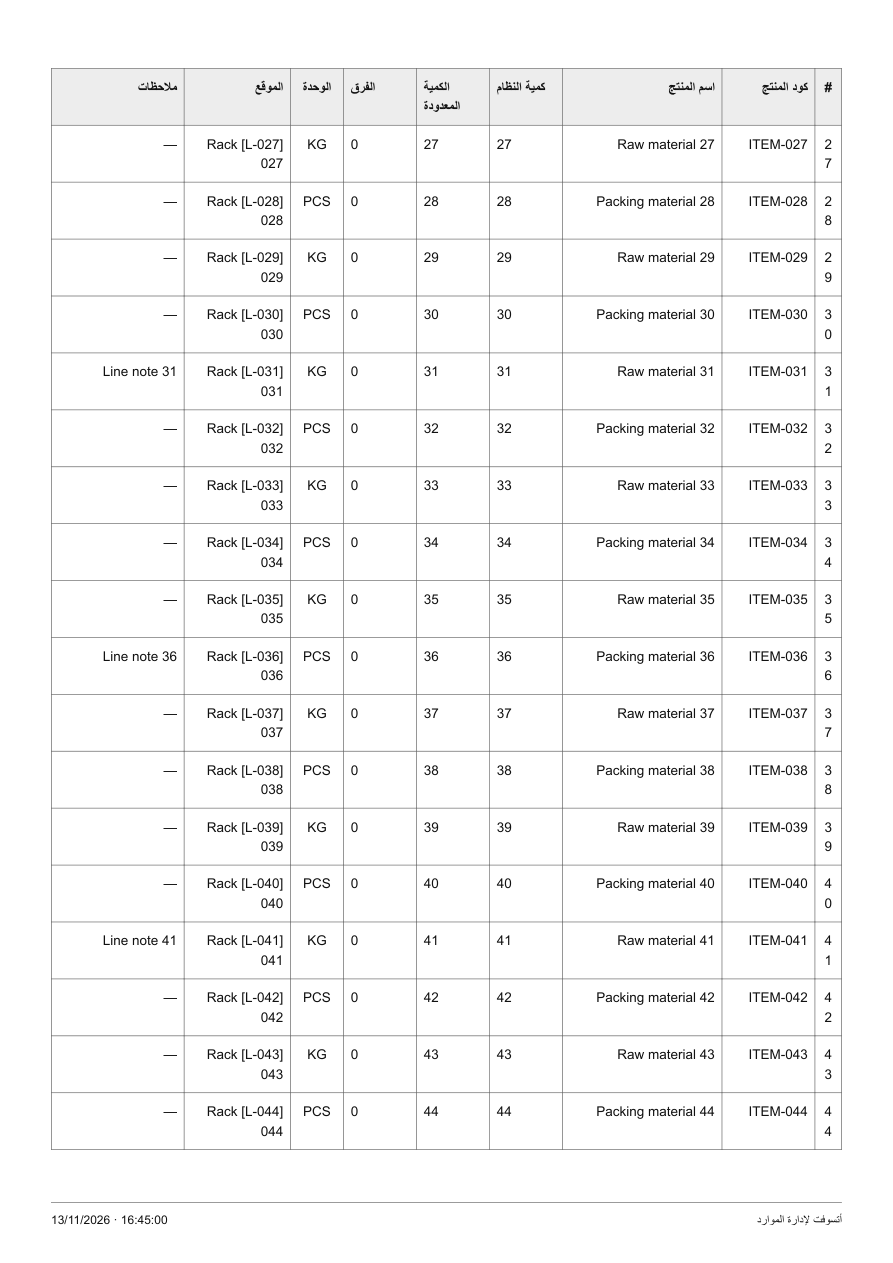 # كود المنتج اسم المنتج كمية النظام الكمية المعدودة الفرق الوحدة الموقع ملاحظات
27 ITEM-027 Raw material 27 27 27 0 KG Rack [L-027] 027 —
28 ITEM-028 Packing material 28 28 28 0 PCS Rack [L-028] 028 —
29 ITEM-029 Raw material 29 29 29 0 KG Rack [L-029] 029 —
30 ITEM-030 Packing material 30 30 30 0 PCS Rack [L-030] 030 —
31 ITEM-031 Raw material 31 31 31 0 KG Rack [L-031] 031 Line note 31
32 ITEM-032 Packing material 32 32 32 0 PCS Rack [L-032] 032 —
33 ITEM-033 Raw material 33 33 33 0 KG Rack [L-033] 033 —
34 ITEM-034 Packing material 34 34 34 0 PCS Rack [L-034] 034 —
35 ITEM-035 Raw material 35 35 35 0 KG Rack [L-035] 035 —
36 ITEM-036 Packing material 36 36 36 0 PCS Rack [L-036] 036 Line note 36
37 ITEM-037 Raw material 37 37 37 0 KG Rack [L-037] 037 —
38 ITEM-038 Packing material 38 38 38 0 PCS Rack [L-038] 038 —
39 ITEM-039 Raw material 39 39 39 0 KG Rack [L-039] 039 —
40 ITEM-040 Packing material 40 40 40 0 PCS Rack [L-040] 040 —
41 ITEM-041 Raw material 41 41 41 0 KG Rack [L-041] 041 Line note 41
42 ITEM-042 Packing material 42 42 42 0 PCS Rack [L-042] 042 —
43 ITEM-043 Raw material 43 43 43 0 KG Rack [L-043] 043 —
44 ITEM-044 Packing material 44 44 44 0 PCS Rack [L-044] 044 —
أتسوفت لإدارة الموارد
13/11/2026 · 16:45:00